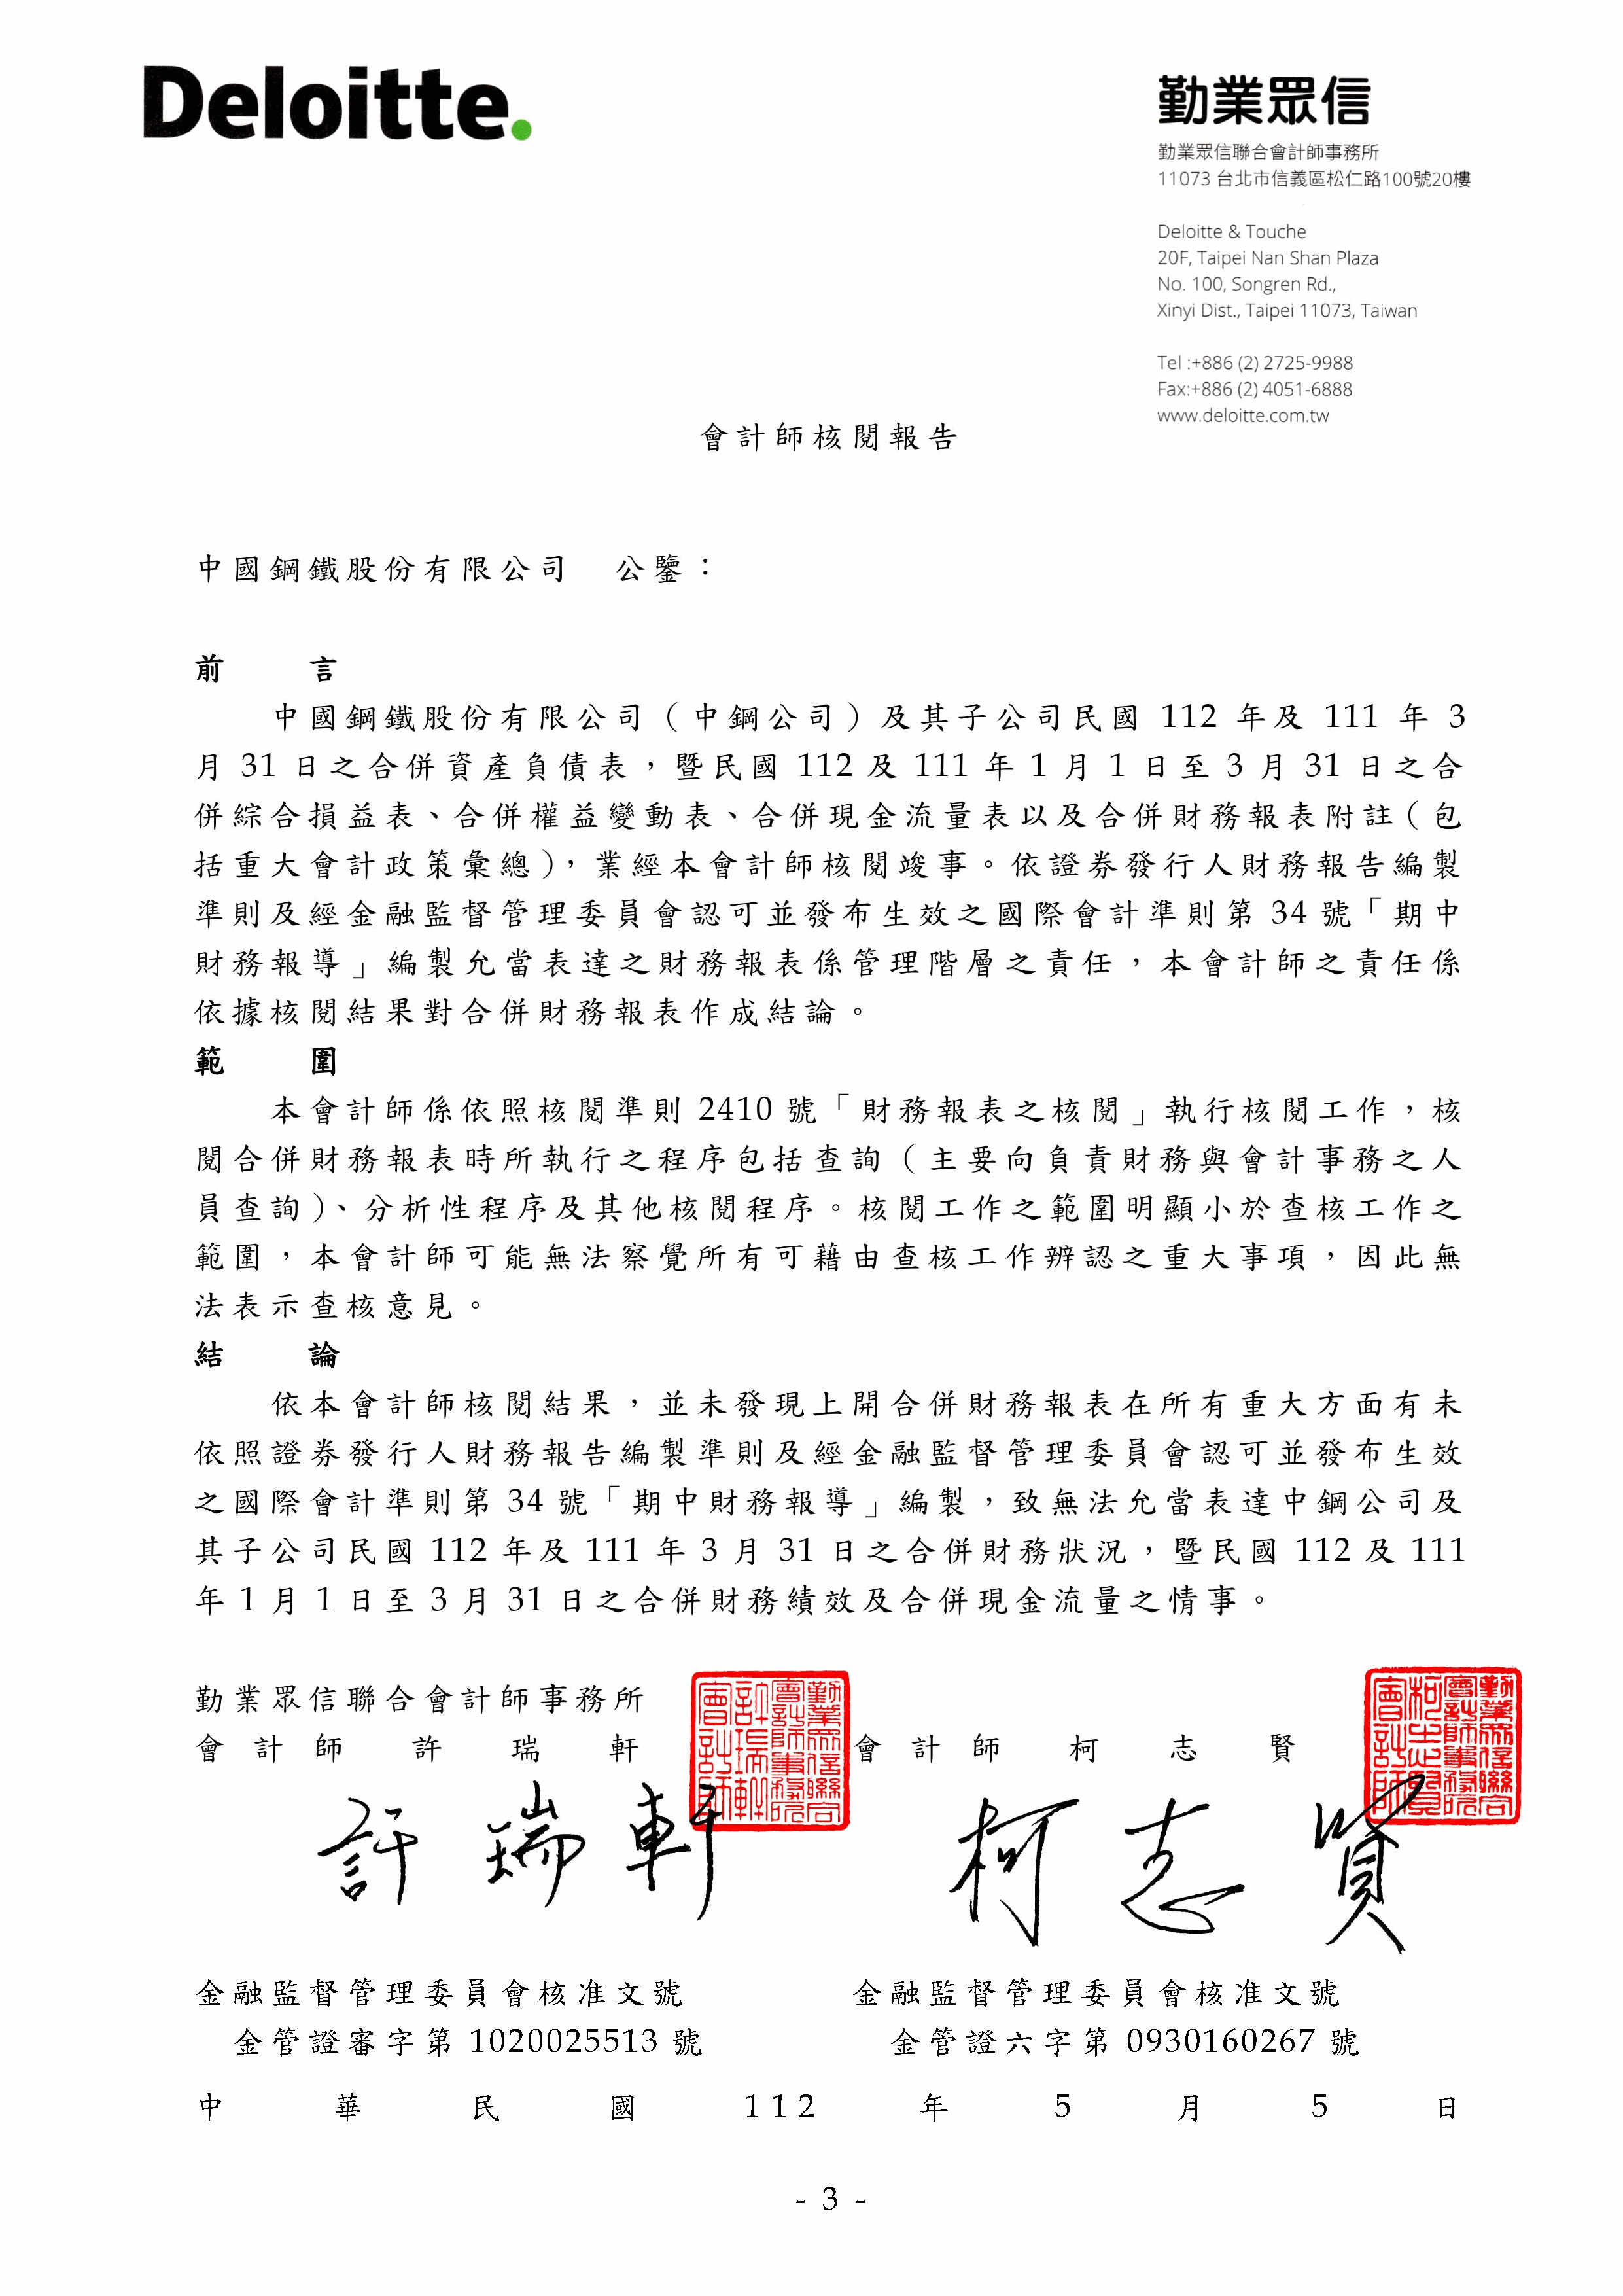 Deloitte.
勤業眾信
勤業眾信聯合會計師事務所
11073 台北市信義區松仁路100號20樓
Deloitte & Touche
20F, Taipei Nan Shan Plaza
No. 100, Songren Rd.,
Xinyi Dist., Taipei 11073, Taiwan
Tel :+886 (2) 2725-9988
Fax:+886 (2) 4051-6888
www.deloitte.com.tw
會計師核閱報告
中國鋼鐵股份有限公司　公鑒：
前　　言
中國鋼鐵股份有限公司（中鋼公司）及其子公司民國 112 年及 111 年 3
月 31 日之合併資產負債表，暨民國 112 及 111 年 1 月 1 日至 3 月 31 日之合
併綜合損益表、合併權益變動表、合併現金流量表以及合併財務報表附註（包
括重大會計政策彙總），業經本會計師核閱竣事。依證券發行人財務報告編製
準則及經金融監督管理委員會認可並發布生效之國際會計準則第 34 號「期中
財務報導」編製允當表達之財務報表係管理階層之責任，本會計師之責任係
依據核閱結果對合併財務報表作成結論。
範　　圍
本會計師係依照核閱準則 2410 號「財務報表之核閱」執行核閱工作，核
閱合併財務報表時所執行之程序包括查詢（主要向負責財務與會計事務之人
員查詢）、分析性程序及其他核閱程序。核閱工作之範圍明顯小於查核工作之
範圍，本會計師可能無法察覺所有可藉由查核工作辨認之重大事項，因此無
法表示查核意見。
結　　論
依本會計師核閱結果，並未發現上開合併財務報表在所有重大方面有未
依照證券發行人財務報告編製準則及經金融監督管理委員會認可並發布生效
之國際會計準則第 34 號「期中財務報導」編製，致無法允當表達中鋼公司及
其子公司民國 112 年及 111 年 3 月 31 日之合併財務狀況，暨民國 112 及 111
年 1 月 1 日至 3 月 31 日之合併財務績效及合併現金流量之情事。
勤業眾信聯合會計師事務所
會計師　許　瑞　軒　　會計師　柯　志　賢
勤業眾信聯合會計師事務所許瑞軒會計師　　勤業眾信聯合會計師事務所柯志賢會計師
許瑞軒　　柯志賢
金融監督管理委員會核准文號　　金融監督管理委員會核准文號
金管證審字第 1020025513 號　　金管證六字第 0930160267 號
中　華　民　國　112　年　5　月　5　日
- 3 -